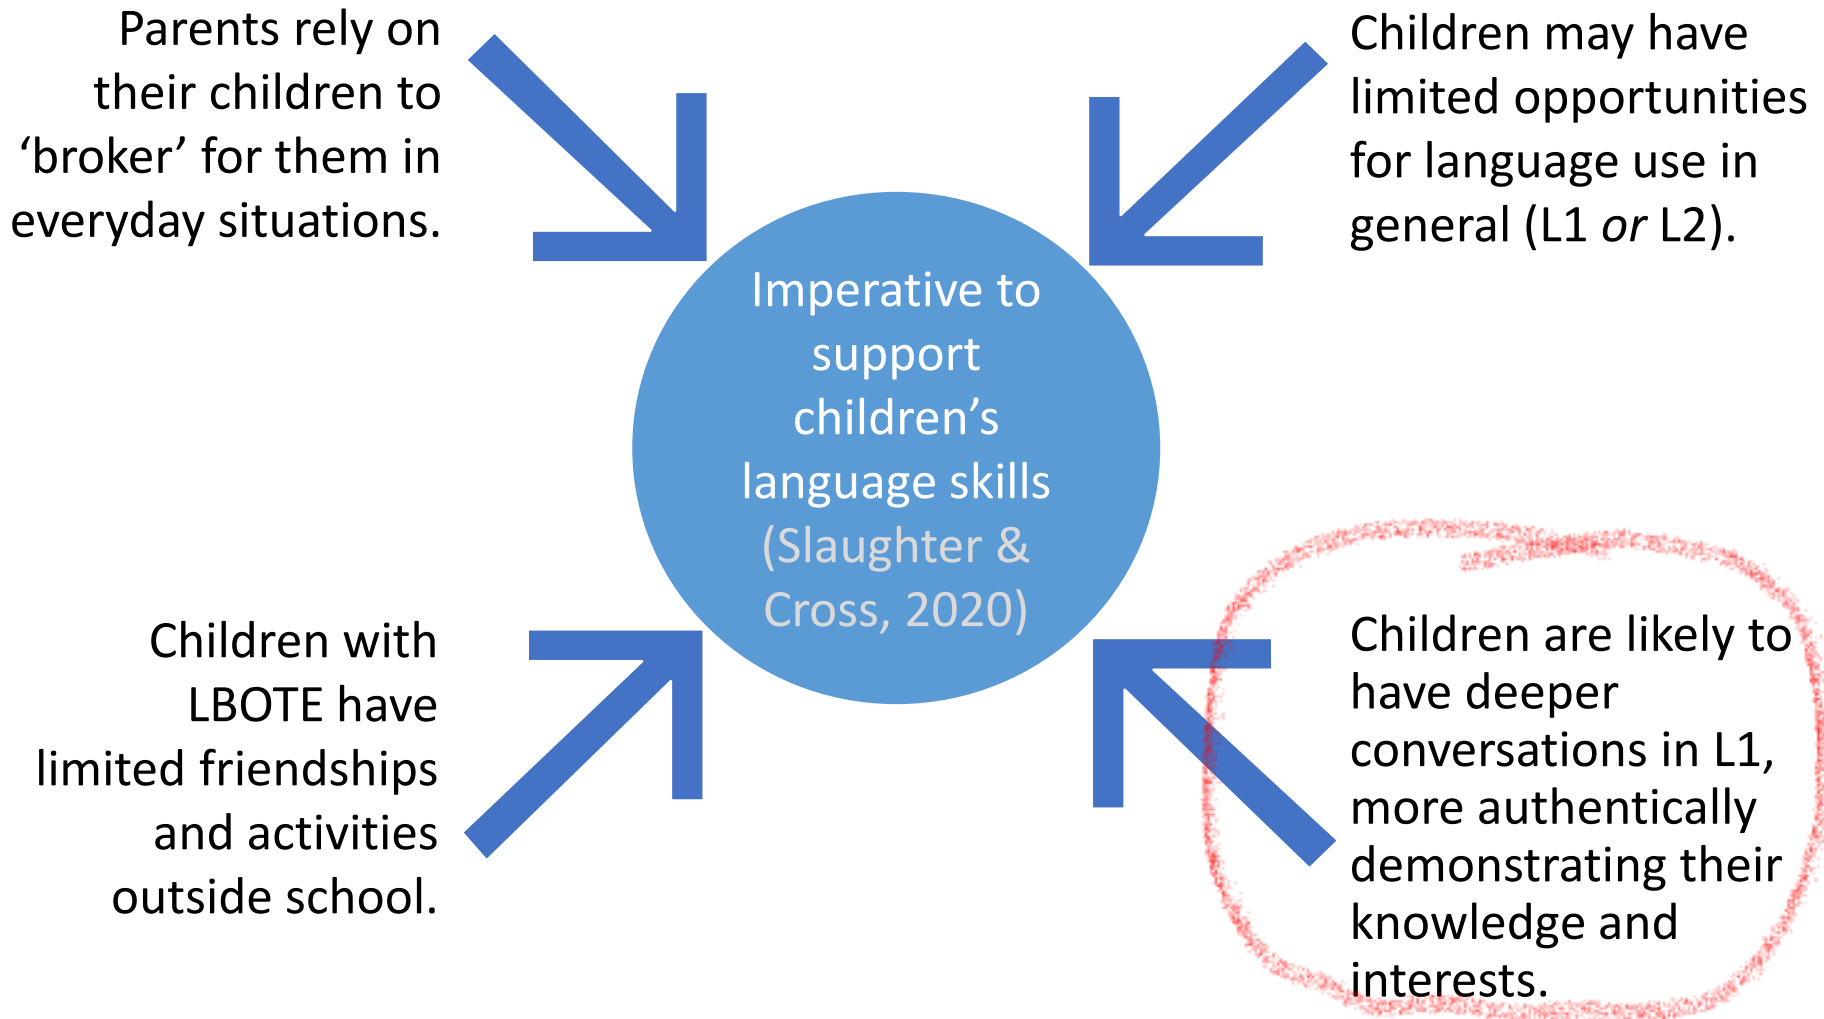 Parents rely on
their children to
‘broker’ for them in
everyday situations.
Children may have
limited opportunities
for language use in
general (L1 or L2).
Imperative to
support
children’s
language skills
(Slaughter &
Cross, 2020)
Children with
LBOTE have
limited friendships
and activities
outside school.
Children are likely to
have deeper
conversations in L1,
more authentically
demonstrating their
knowledge and
interests.